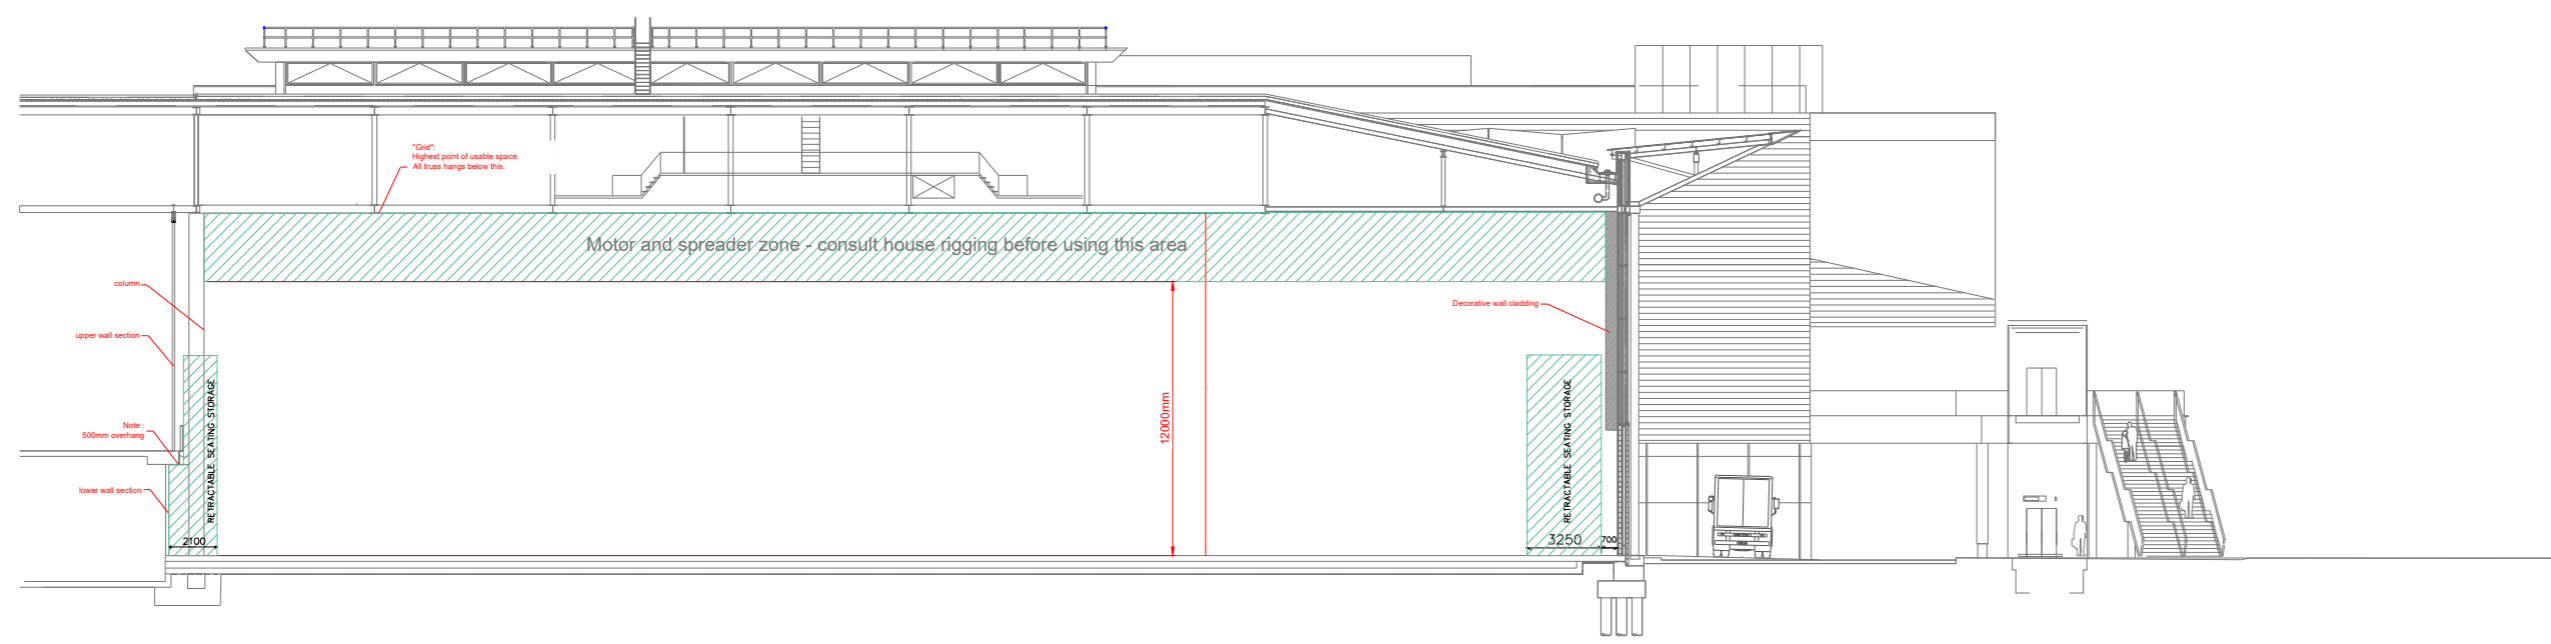 "Grid":
Highest point of usable space.
All truss hangs below this.
Motor and spreader zone - consult house rigging before using this area
column
Decorative wall cladding
upper wall section
12000mm
RETRACTABLE SEATING STORAGE
RETRACTABLE SEATING STORAGE
Note :
500mm overhang
lower wall section
2100
3250
700